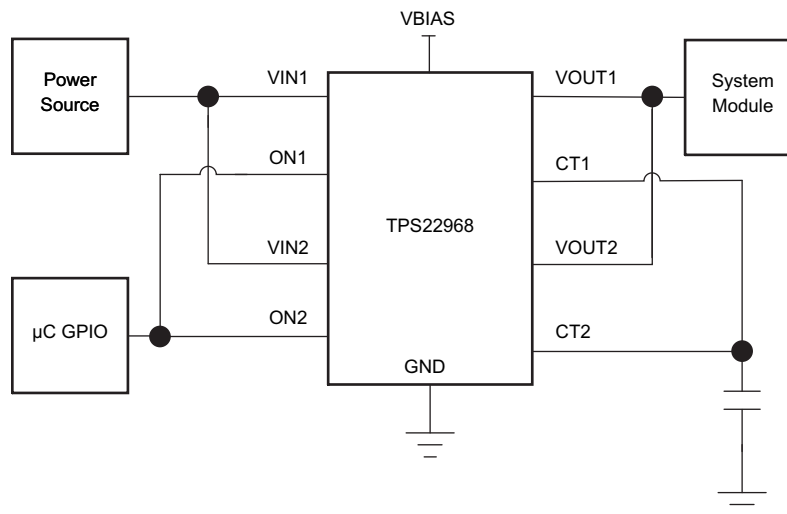 VBIAS
Power
Source
VIN1
VOUT1
System
Module
ON1
CT1
TPS22968
VIN2
VOUT2
µC GPIO
ON2
CT2
GND